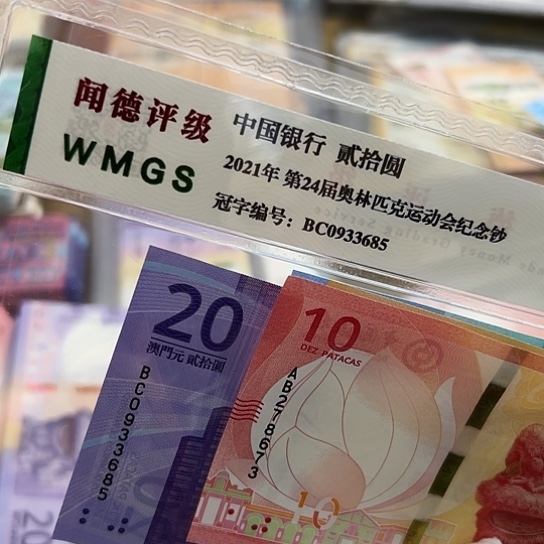 闻德评级
WMGS
中国银行 贰拾圆
2021年 第24届奥林匹克运动会纪念钞
冠字编号：BC0933685
20
澳門元 貳拾圓
BC0933685
10
DEZ PATACAS
AB278673
10
20